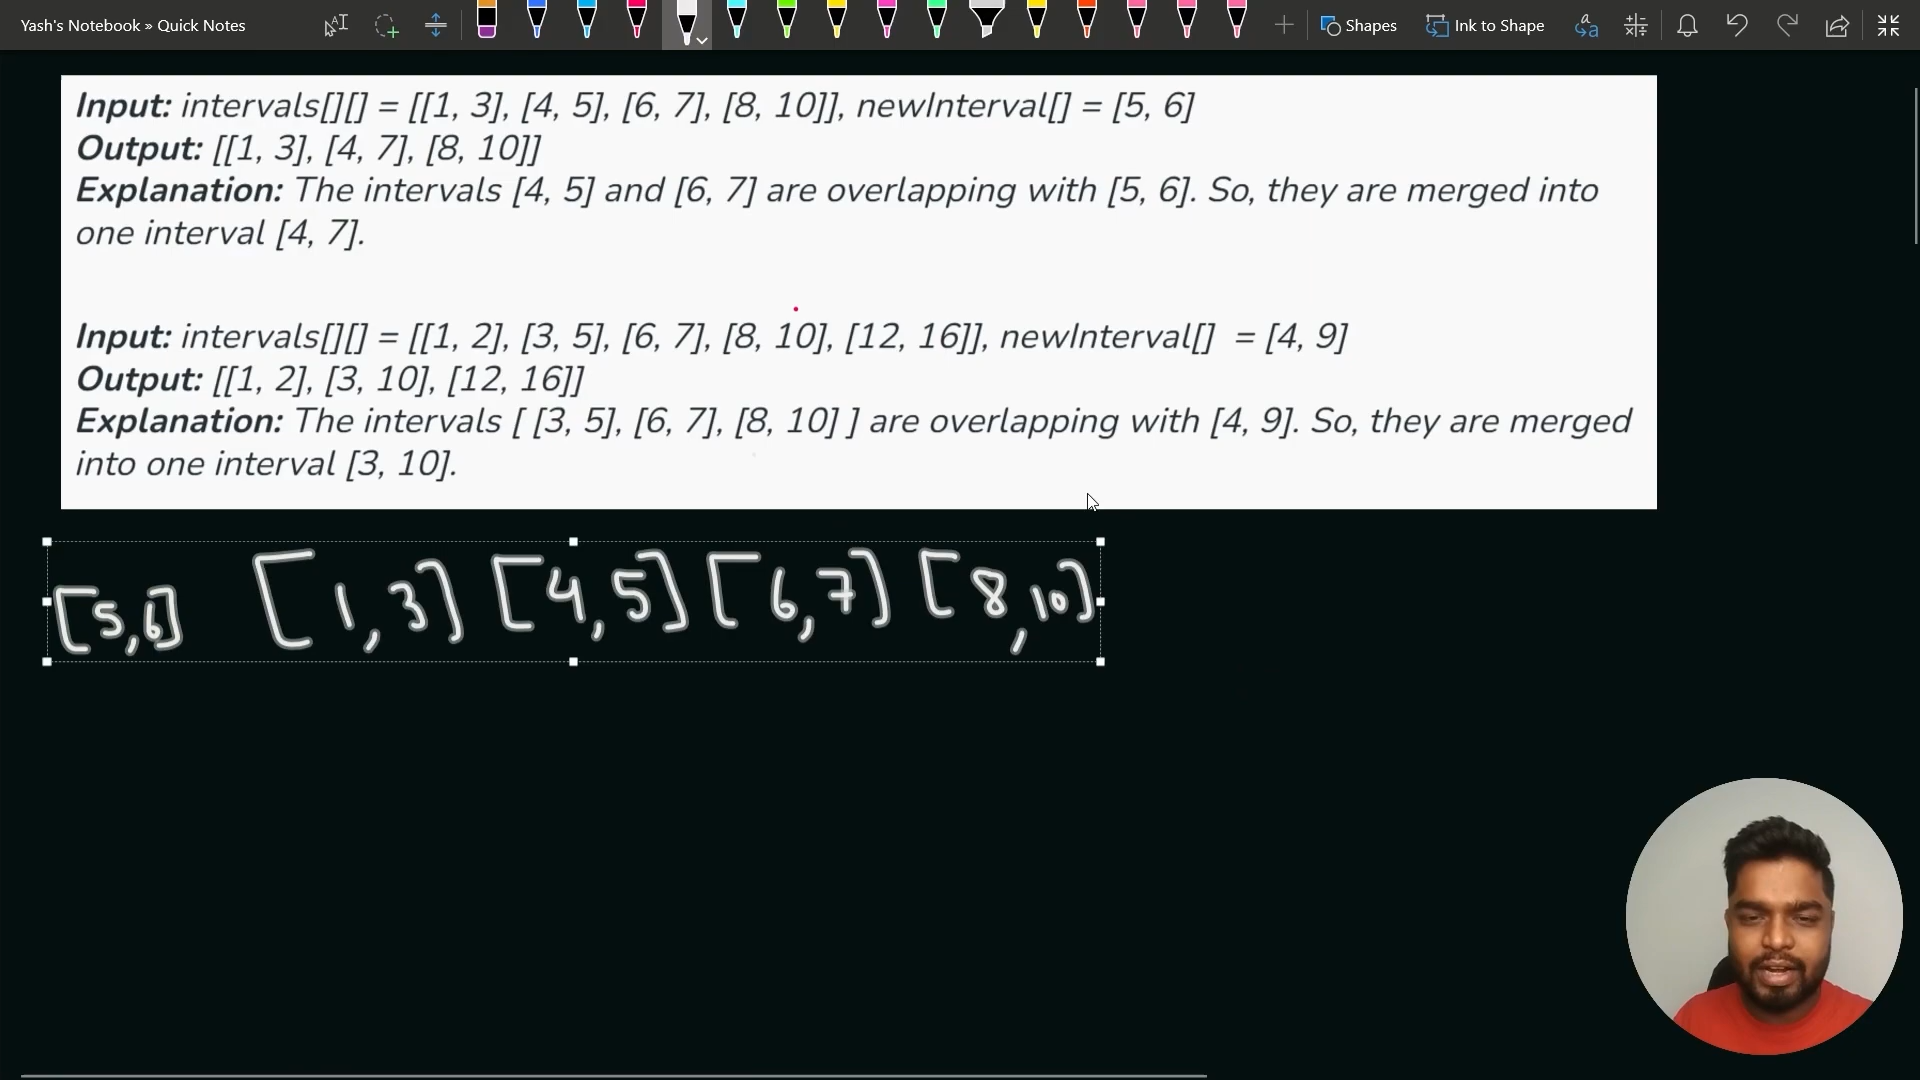 Yash's Notebook » Quick Notes
Shapes
Ink to Shape
Input: intervals[][] = [[1, 3], [4, 5], [6, 7], [8, 10]], newInterval[] = [5, 6]
Output: [[1, 3], [4, 7], [8, 10]]
Explanation: The intervals [4, 5] and [6, 7] are overlapping with [5, 6]. So, they are merged into
one interval [4, 7].
Input: intervals[][] = [[1, 2], [3, 5], [6, 7], [8, 10], [12, 16]], newInterval[]  = [4, 9]
Output: [[1, 2], [3, 10], [12, 16]]
Explanation: The intervals [ [3, 5], [6, 7], [8, 10] ] are overlapping with [4, 9]. So, they are merged
into one interval [3, 10].
[5,6] [1,3] [4,5] [6,7] [8,10]